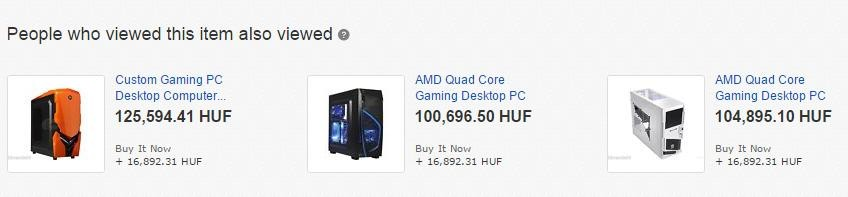 People who viewed this item also viewed ?
Custom Gaming PC
Desktop Computer...
125,594.41 HUF
Buy It Now
+ 16,892.31 HUF
AMD Quad Core
Gaming Desktop PC
100,696.50 HUF
Buy It Now
+ 16,892.31 HUF
AMD Quad Core
Gaming Desktop PC
104,895.10 HUF
Buy It Now
+ 16,892.31 HUF